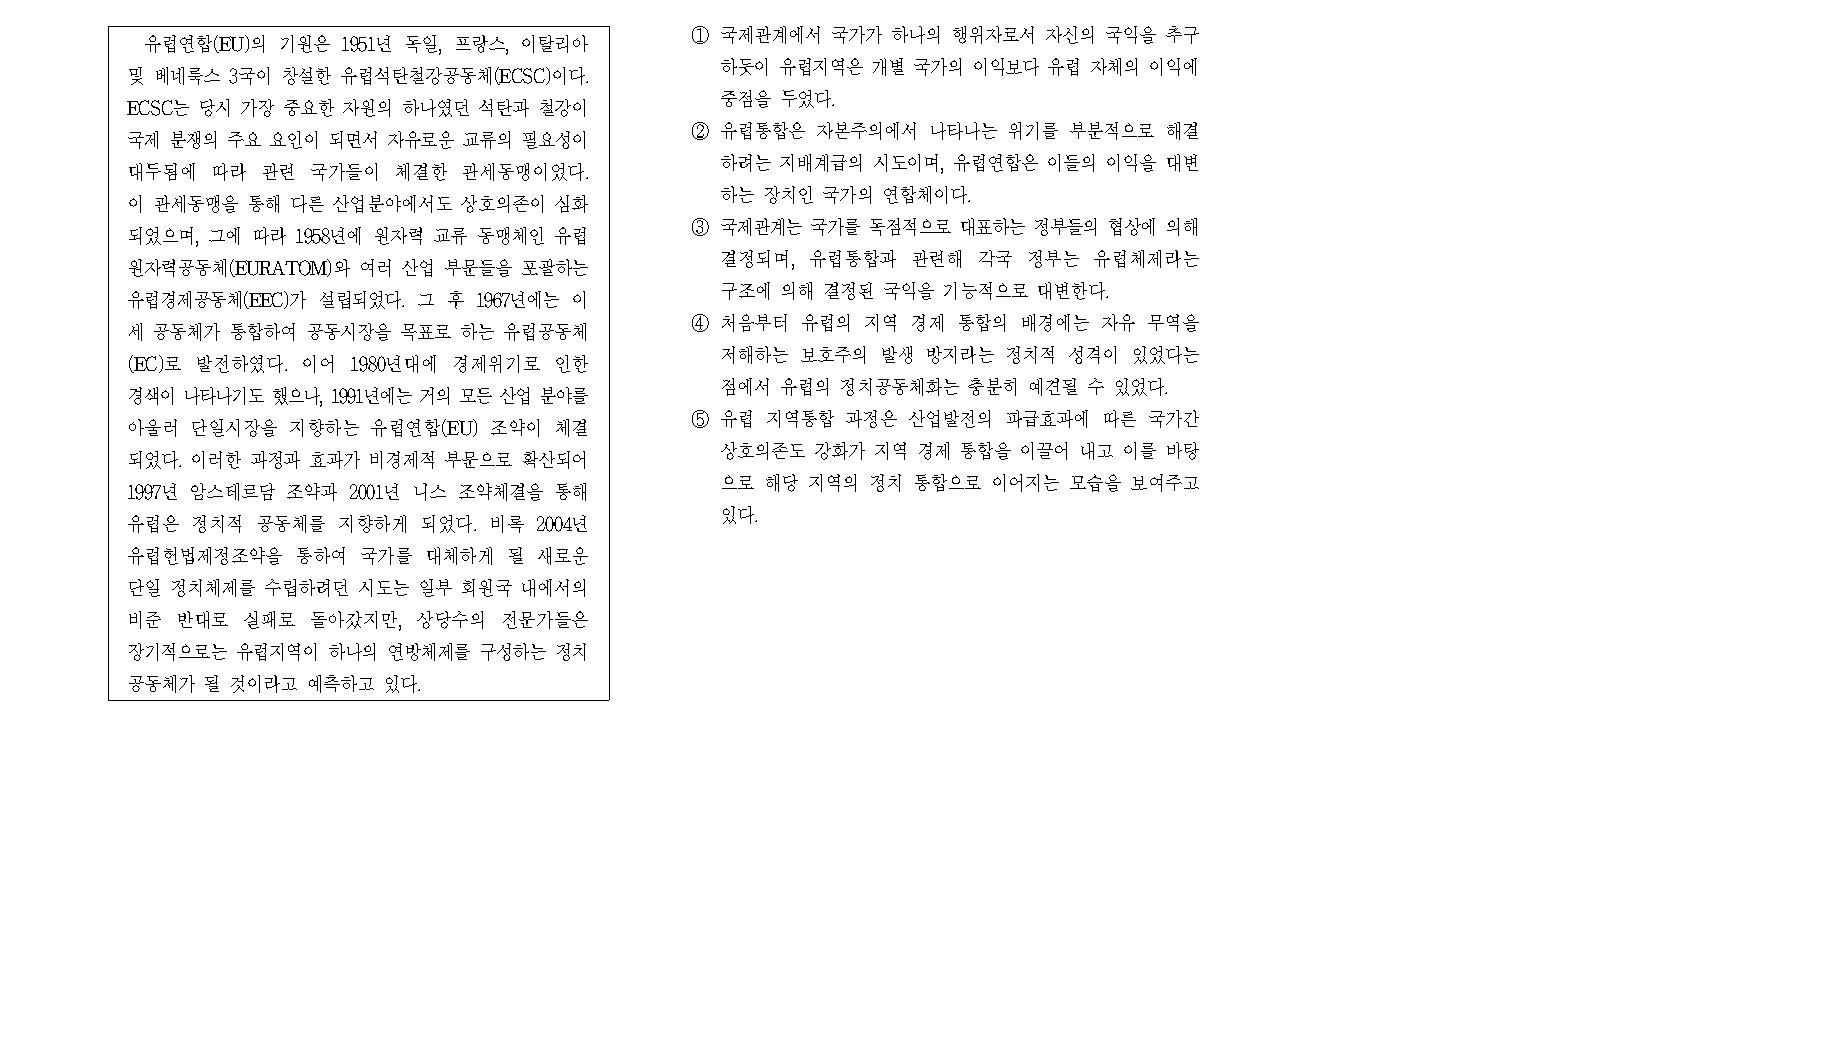 유럽연합(EU)의 기원은 1951년 독일, 프랑스, 이탈리아
및 베네룩스 3국이 창설한 유럽석탄철강공동체(ECSC)이다.
ECSC는 당시 가장 중요한 자원의 하나였던 석탄과 철강이
국제 분쟁의 주요 요인이 되면서 자유로운 교류의 필요성이
대두됨에 따라 관련 국가들이 체결한 관세동맹이었다.
이 관세동맹을 통해 다른 산업분야에서도 상호의존이 심화
되었으며, 그에 따라 1958년에 원자력 교류 동맹체인 유럽
원자력공동체(EURATOM)와 여러 산업 부문들을 포괄하는
유럽경제공동체(EEC)가 설립되었다. 그 후 1967년에는 이
세 공동체가 통합하여 공동시장을 목표로 하는 유럽공동체
(EC)로 발전하였다. 이어 1980년대에 경제위기로 인한
경색이 나타나기도 했으나, 1991년에는 거의 모든 산업 분야를
아울러 단일시장을 지향하는 유럽연합(EU) 조약이 체결
되었다. 이러한 과정과 효과가 비경제적 부문으로 확산되어
1997년 암스테르담 조약과 2001년 니스 조약체결을 통해
유럽은 정치적 공동체를 지향하게 되었다. 비록 2004년
유럽헌법제정조약을 통하여 국가를 대체하게 될 새로운
단일 정치체제를 수립하려던 시도는 일부 회원국 내에서의
비준 반대로 실패로 돌아갔지만, 상당수의 전문가들은
장기적으로는 유럽지역이 하나의 연방체제를 구성하는 정치
공동체가 될 것이라고 예측하고 있다.
① 국제관계에서 국가가 하나의 행위자로서 자신의 국익을 추구
하듯이 유럽지역은 개별 국가의 이익보다 유럽 자체의 이익에
중점을 두었다.
② 유럽통합은 자본주의에서 나타나는 위기를 부분적으로 해결
하려는 지배계급의 시도이며, 유럽연합은 이들의 이익을 대변
하는 장치인 국가의 연합체이다.
③ 국제관계는 국가를 독점적으로 대표하는 정부들의 협상에 의해
결정되며, 유럽통합과 관련해 각국 정부는 유럽체제라는
구조에 의해 결정된 국익을 기능적으로 대변한다.
④ 처음부터 유럽의 지역 경제 통합의 배경에는 자유 무역을
저해하는 보호주의 발생 방지라는 정치적 성격이 있었다는
점에서 유럽의 정치공동체화는 충분히 예견될 수 있었다.
⑤ 유럽 지역통합 과정은 산업발전의 파급효과에 따른 국가간
상호의존도 강화가 지역 경제 통합을 이끌어 내고 이를 바탕
으로 해당 지역의 정치 통합으로 이어지는 모습을 보여주고
있다.